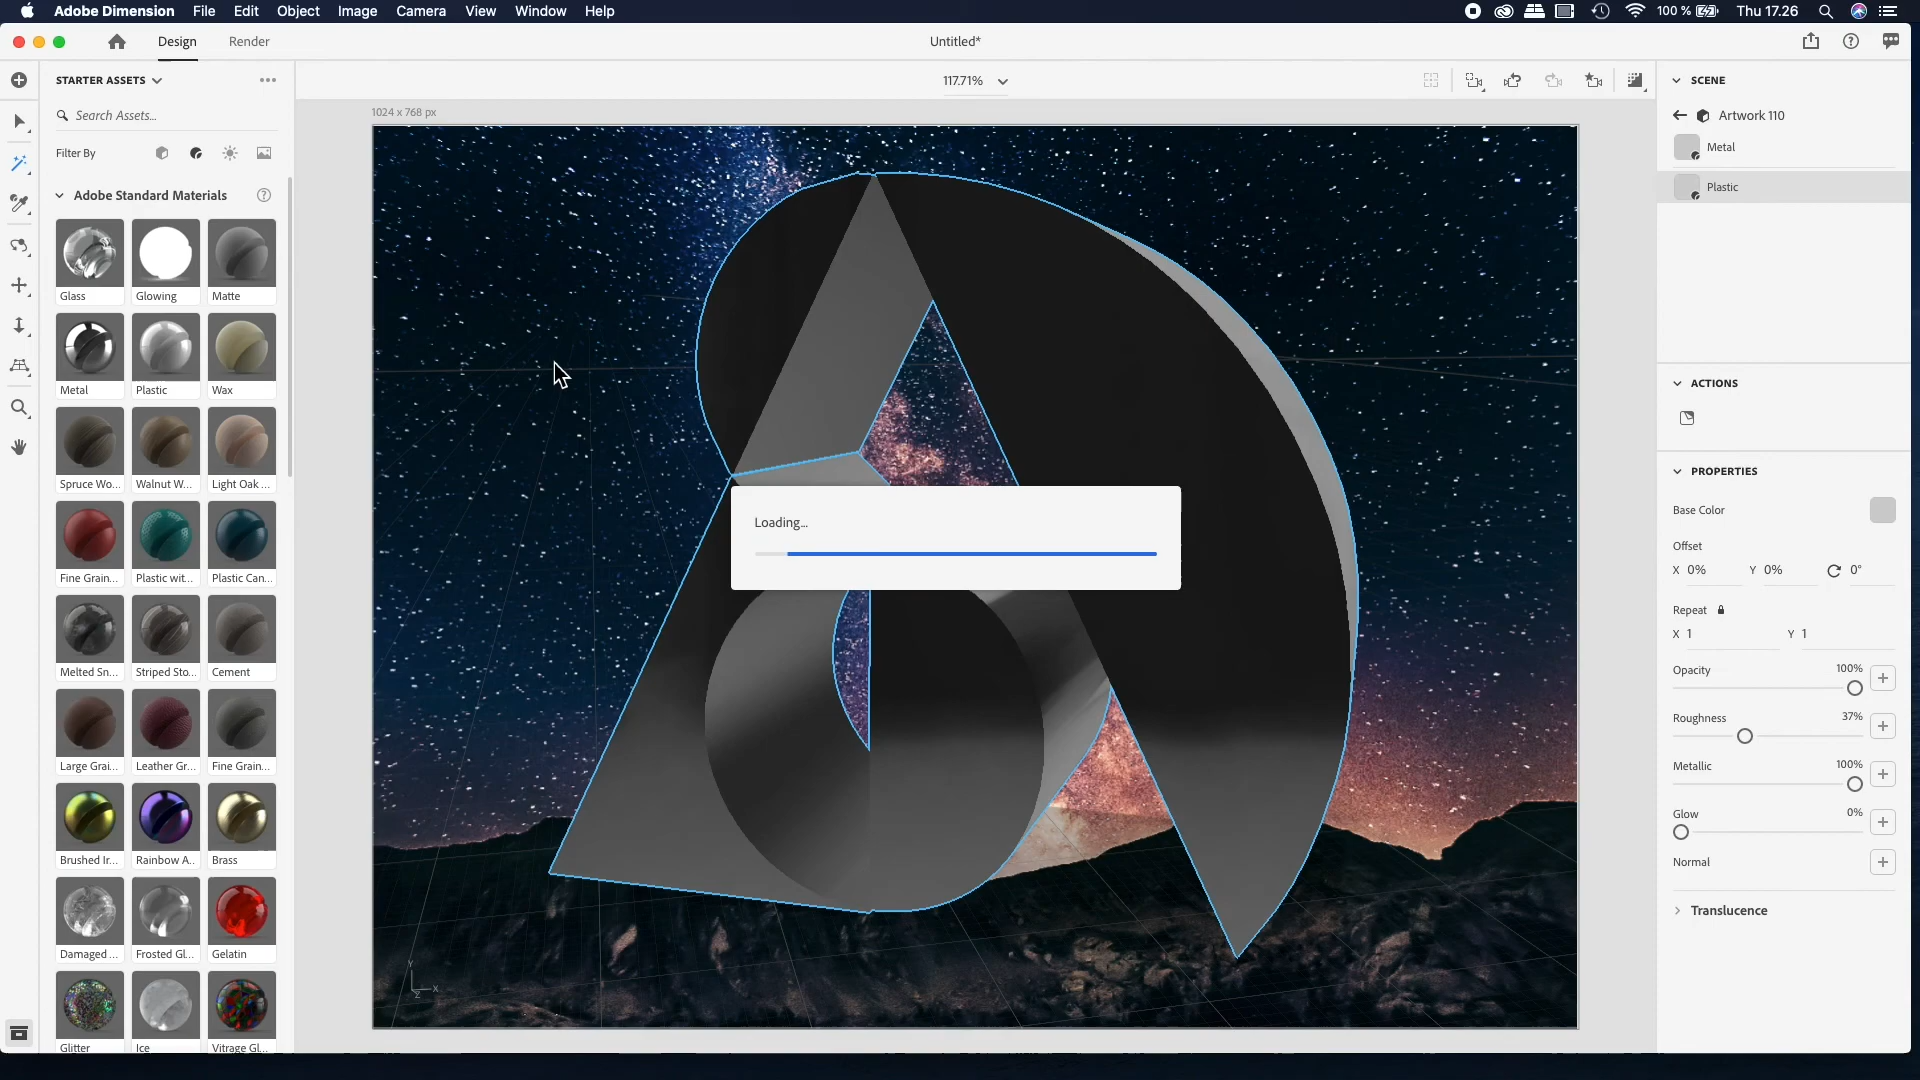 Adobe Dimension File Edit Object Image Camera View Window Help 100 % Thu 17.26
Design Render Untitled*
STARTER ASSETS
117.71%
SCENE
Search Assets...
1024 x 768 px
Artwork 110
Metal
Filter By
Plastic
Adobe Standard Materials
Glass Glowing Matte
Metal Plastic Wax
Spruce Wo... Walnut W... Light Oak ...
Fine Grain... Plastic wit... Plastic Can...
Melted Sn... Striped Sto... Cement
Large Grai... Leather Gr... Fine Grain...
Brushed Ir... Rainbow A.. Brass
Damaged ... Frosted Gl... Gelatin
Glitter Ice Vitrage Gl...
Loading...
Y
Z X
ACTIONS
PROPERTIES
Base Color
Offset
X 0% Y 0% 0°
Repeat
X 1 Y 1
Opacity 100%
Roughness 37%
Metallic 100%
Glow 0%
Normal
Translucence